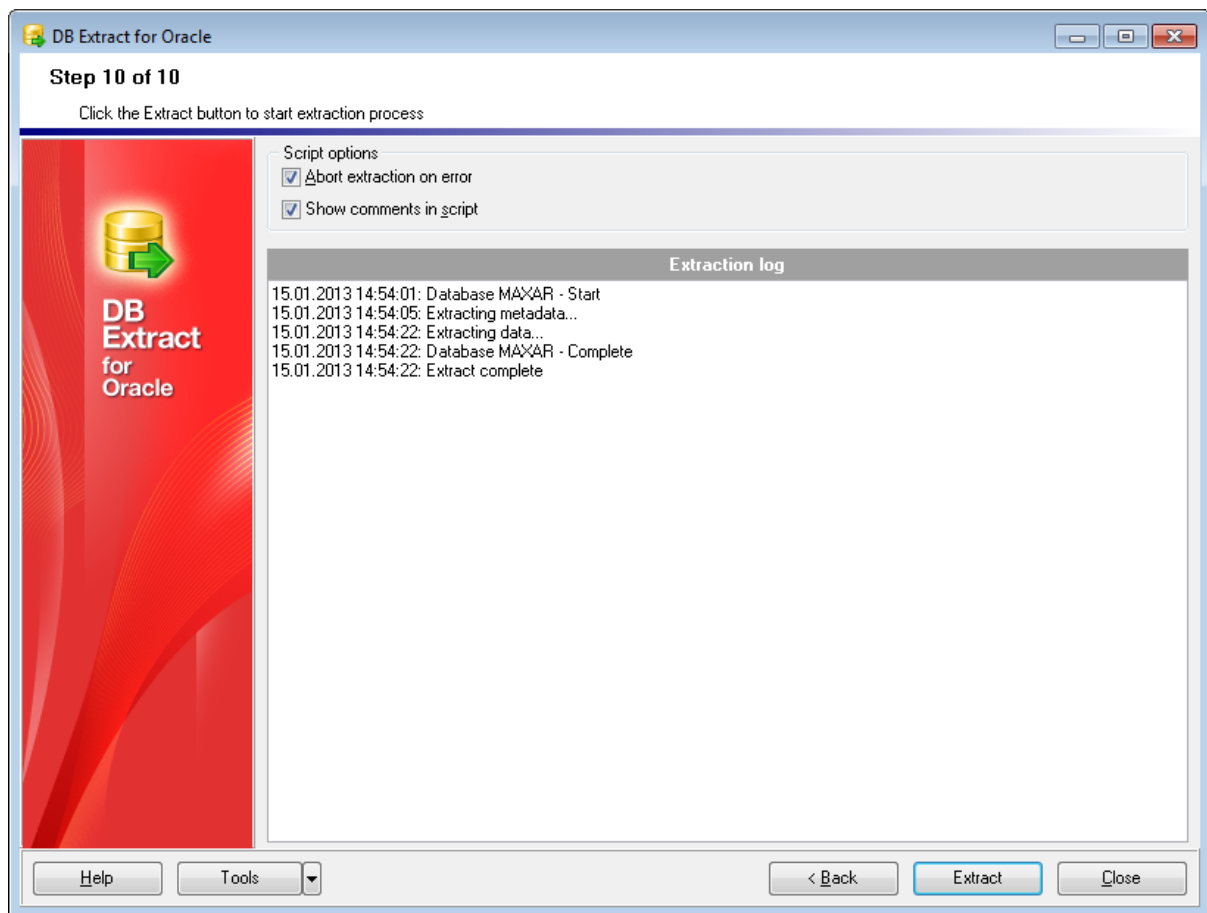 DB Extract for Oracle
Step 10 of 10
Click the Extract button to start extraction process
DB
Extract
for
Oracle
Script options
Abort extraction on error
Show comments in script
Extraction log
15.01.2013 14:54:01: Database MAXAR - Start
15.01.2013 14:54:05: Extracting metadata...
15.01.2013 14:54:22: Extracting data...
15.01.2013 14:54:22: Database MAXAR - Complete
15.01.2013 14:54:22: Extract complete
Help
Tools
< Back
Extract
Close